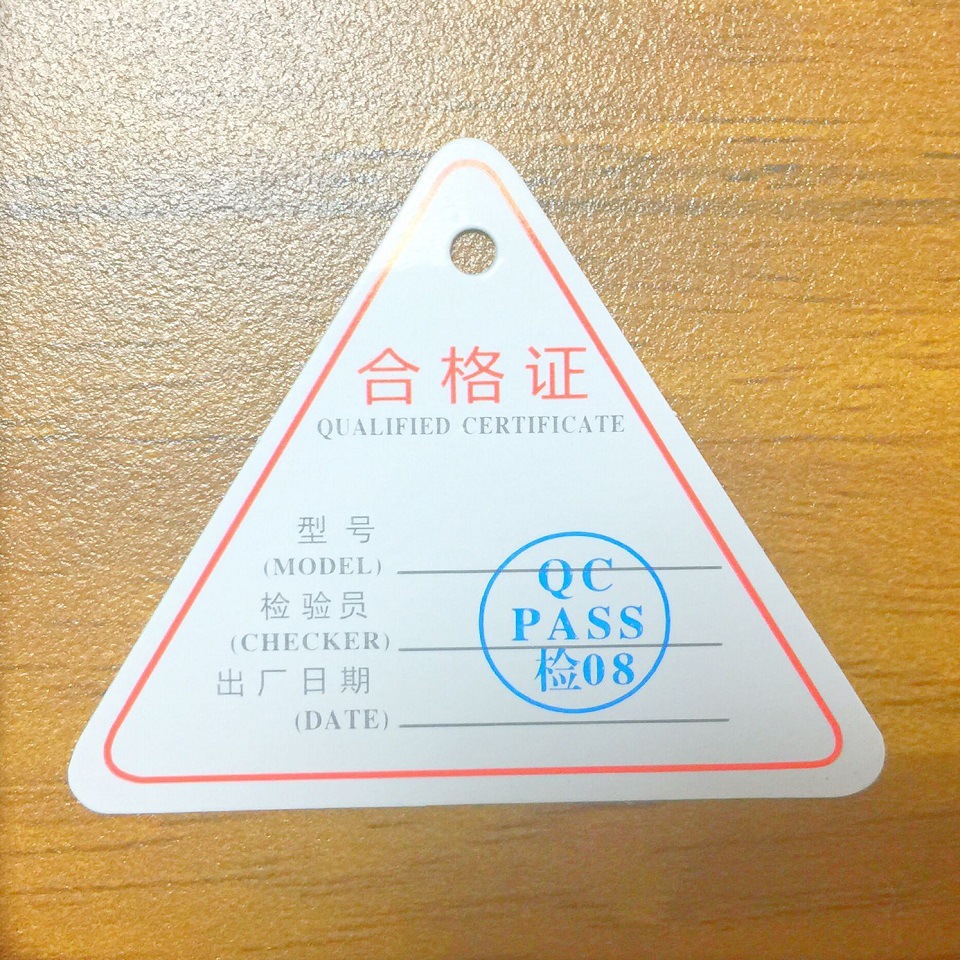 合格证
QUALIFIED CERTIFICATE
型号
(MODEL)
检验员
(CHECKER)
出厂日期
(DATE)
QC
PASS
检08